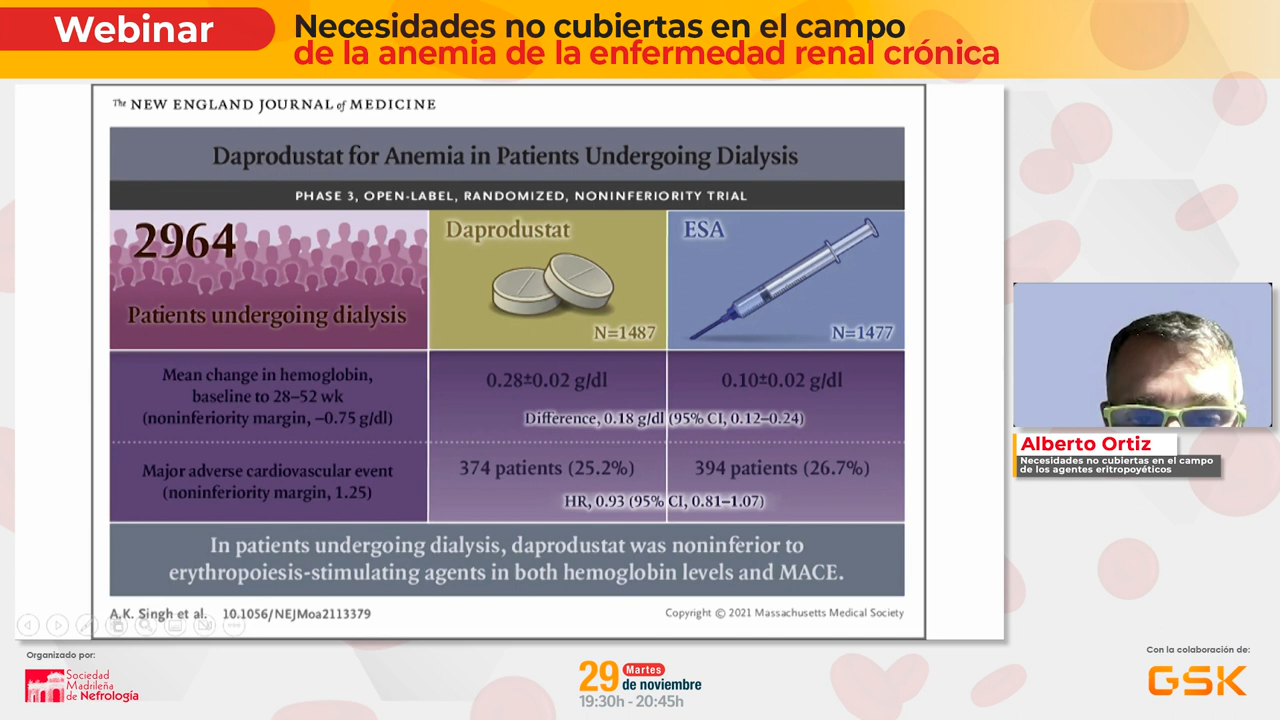 Webinar
Necesidades no cubiertas en el campo
de la anemia de la enfermedad renal crónica
The NEW ENGLAND JOURNAL of MEDICINE
Daprodustat for Anemia in Patients Undergoing Dialysis
PHASE 3, OPEN-LABEL, RANDOMIZED, NONINFERIORITY TRIAL
2964
Patients undergoing dialysis
Daprodustat
N=1487
ESA
N=1477
Mean change in hemoglobin,
baseline to 28–52 wk
(noninferiority margin, –0.75 g/dl)
0.28±0.02 g/dl
0.10±0.02 g/dl
Difference, 0.18 g/dl (95% CI, 0.12–0.24)
Major adverse cardiovascular event
(noninferiority margin, 1.25)
374 patients (25.2%)
394 patients (26.7%)
HR, 0.93 (95% CI, 0.81–1.07)
In patients undergoing dialysis, daprodustat was noninferior to
erythropoiesis-stimulating agents in both hemoglobin levels and MACE.
A.K. Singh et al. 10.1056/NEJMoa2113379
Copyright © 2021 Massachusetts Medical Society
Alberto Ortiz
Necesidades no cubiertas en el campo
de los agentes eritropoyéticos
Organizado por:
Sociedad
Madrileña
de Nefrología
29
Martes
de noviembre
19:30h - 20:45h
Con la colaboración de:
GSK